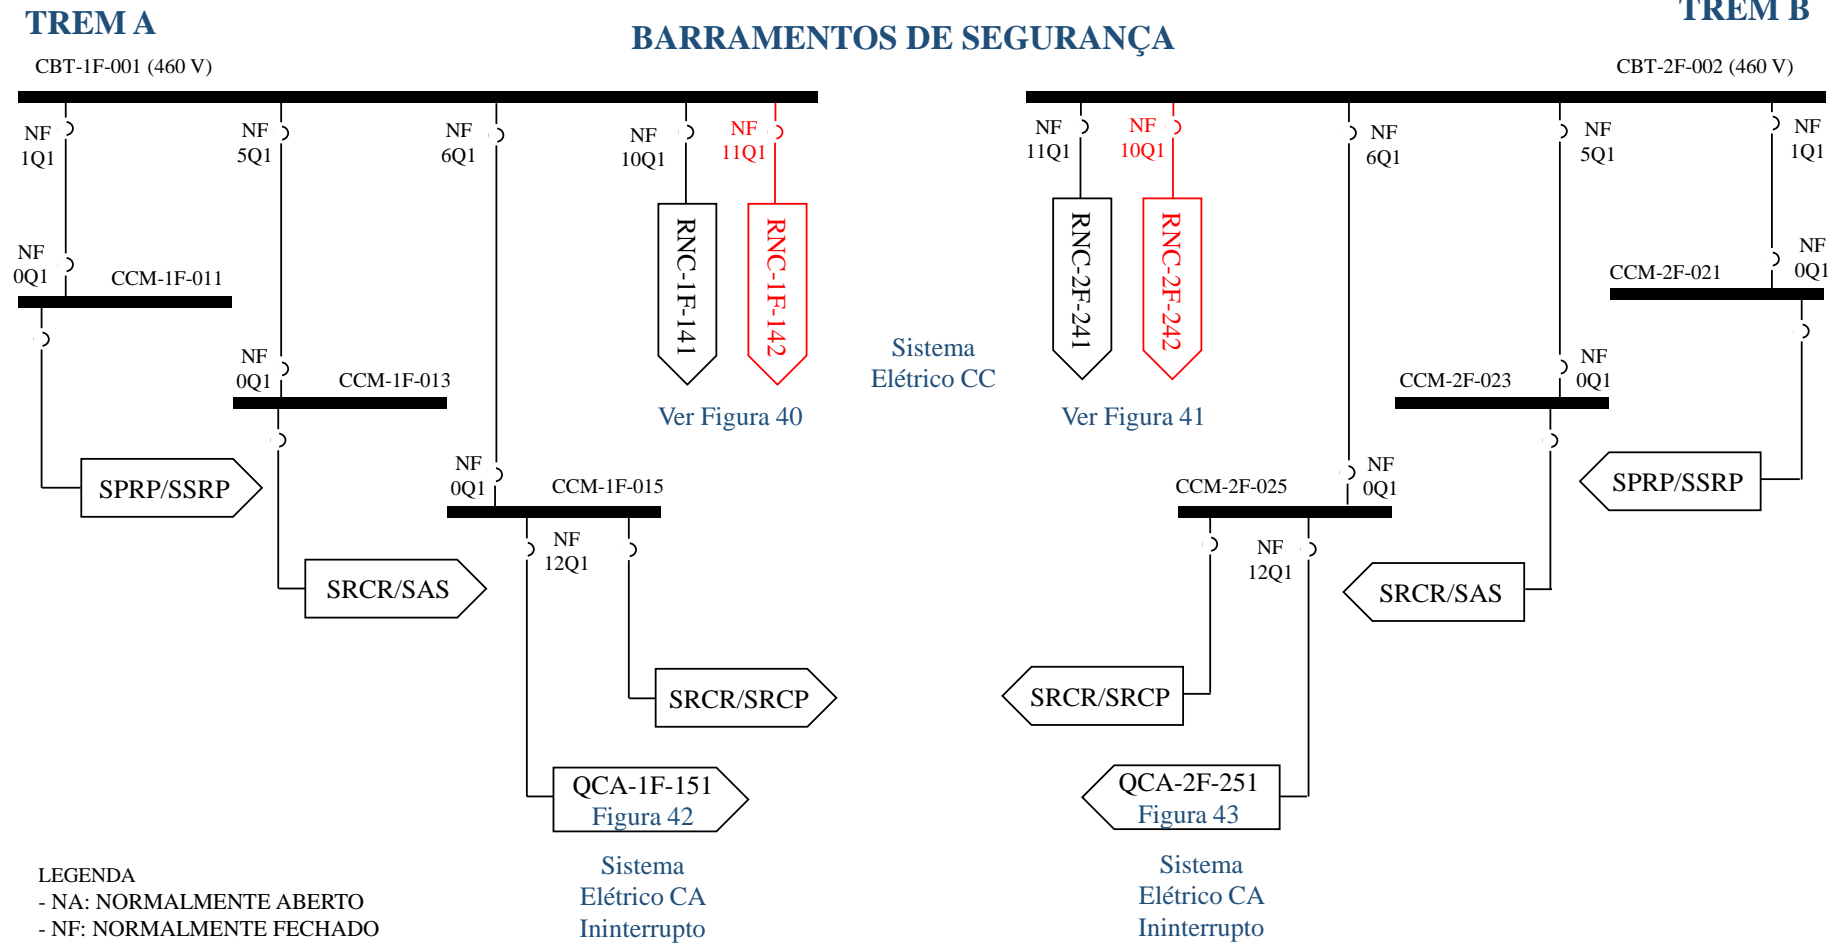 TREM A
BARRAMENTOS DE SEGURANÇA
TREM B
CBT-1F-001 (460 V)
CBT-2F-002 (460 V)
NF
1Q1
NF
5Q1
NF
6Q1
NF
10Q1
NF
11Q1
NF
11Q1
NF
10Q1
NF
6Q1
NF
5Q1
NF
1Q1
RNC-1F-141
RNC-1F-142
RNC-2F-241
RNC-2F-242
NF
0Q1
CCM-1F-011
CCM-2F-021
NF
0Q1
Sistema
Elétrico CC
NF
0Q1
CCM-1F-013
CCM-2F-023
NF
0Q1
Ver Figura 40
Ver Figura 41
NF
0Q1
CCM-1F-015
CCM-2F-025
NF
0Q1
SPRP/SSRP
SPRP/SSRP
NF
12Q1
NF
12Q1
SRCR/SAS
SRCR/SAS
SRCR/SRCP
SRCR/SRCP
QCA-1F-151
Figura 42
QCA-2F-251
Figura 43
Sistema
Elétrico CA
Ininterrupto
Sistema
Elétrico CA
Ininterrupto
LEGENDA
- NA: NORMALMENTE ABERTO
- NF: NORMALMENTE FECHADO